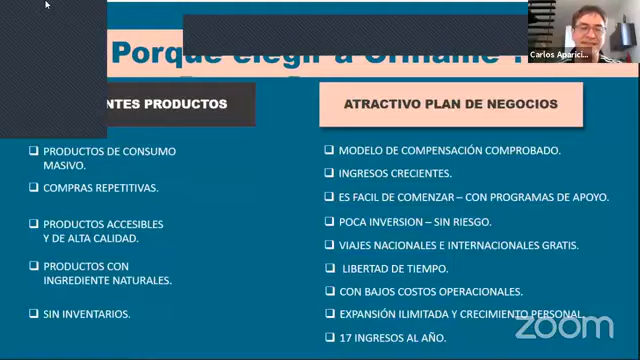 Porqué elegir a
Carlos Aparici...
NTES PRODUCTOS
ATRACTIVO PLAN DE NEGOCIOS
PRODUCTOS DE CONSUMO
MASIVO.
COMPRAS REPETITIVAS.
PRODUCTOS ACCESIBLES
Y DE ALTA CALIDAD.
PRODUCTOS CON
INGREDIENTE NATURALES.
SIN INVENTARIOS.
MODELO DE COMPENSACIÓN COMPROBADO.
INGRESOS CRECIENTES.
ES FACIL DE COMENZAR – CON PROGRAMAS DE APOYO.
POCA INVERSION – SIN RIESGO.
VIAJES NACIONALES E INTERNACIONALES GRATIS.
LIBERTAD DE TIEMPO.
CON BAJOS COSTOS OPERACIONALES.
EXPANSIÓN ILIMITADA Y CRECIMIENTO PERSONAL.
17 INGRESOS AL AÑO.
zoom